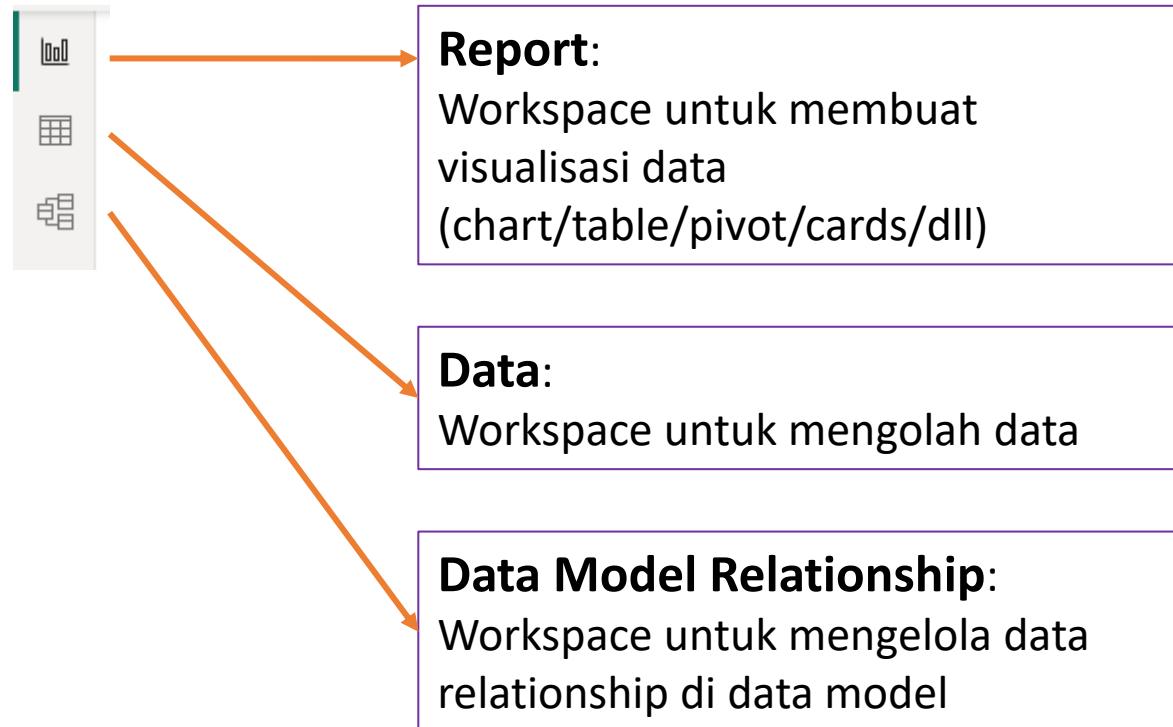 Report:
Workspace untuk membuat
visualisasi data
(chart/table/pivot/cards/dll)
Data:
Workspace untuk mengolah data
Data Model Relationship:
Workspace untuk mengelola data
relationship di data model